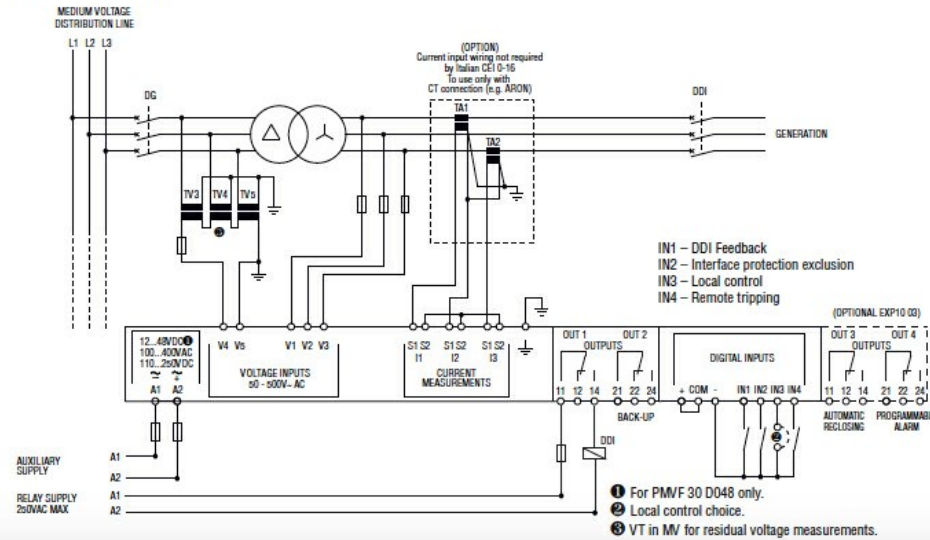 MEDIUM VOLTAGE
DISTRIBUTION LINE
L1 L2 L3
DG
(OPTION)
Current input wiring not required
by Italian CEI 0-16
To use only with
CT connection (e.g. ARON)
TA1
TA2
DDI
GENERATION
TV3 TV4 TV5
❸
IN1 – DDI Feedback
IN2 – Interface protection exclusion
IN3 – Local control
IN4 – Remote tripping
(OPTIONAL EXP10 03)
12...48VDC❶
100...400VAC
110...250VDC
A1 A2
V4 V5 V1 V2 V3
VOLTAGE INPUTS
50 - 500V~ AC
S1 S2 S1 S2 S1 S2
I1 I2 I3
CURRENT
MEASUREMENTS
OUT 1 OUT 2
OUTPUTS
11 12 14 21 22 24
BACK-UP
DIGITAL INPUTS
+ COM - IN1 IN2 IN3 IN4
❷
OUT 3 OUT 4
OUTPUTS
11 12 14 21 22 24
AUTOMATIC
RECLOSING
PROGRAMMABL
ALARM
DDI
AUXILIARY
SUPPLY
A1
A2
RELAY SUPPLY
250VAC MAX
A1
A2
❶ For PMVF 30 D048 only.
❷ Local control choice.
❸ VT in MV for residual voltage measurements.